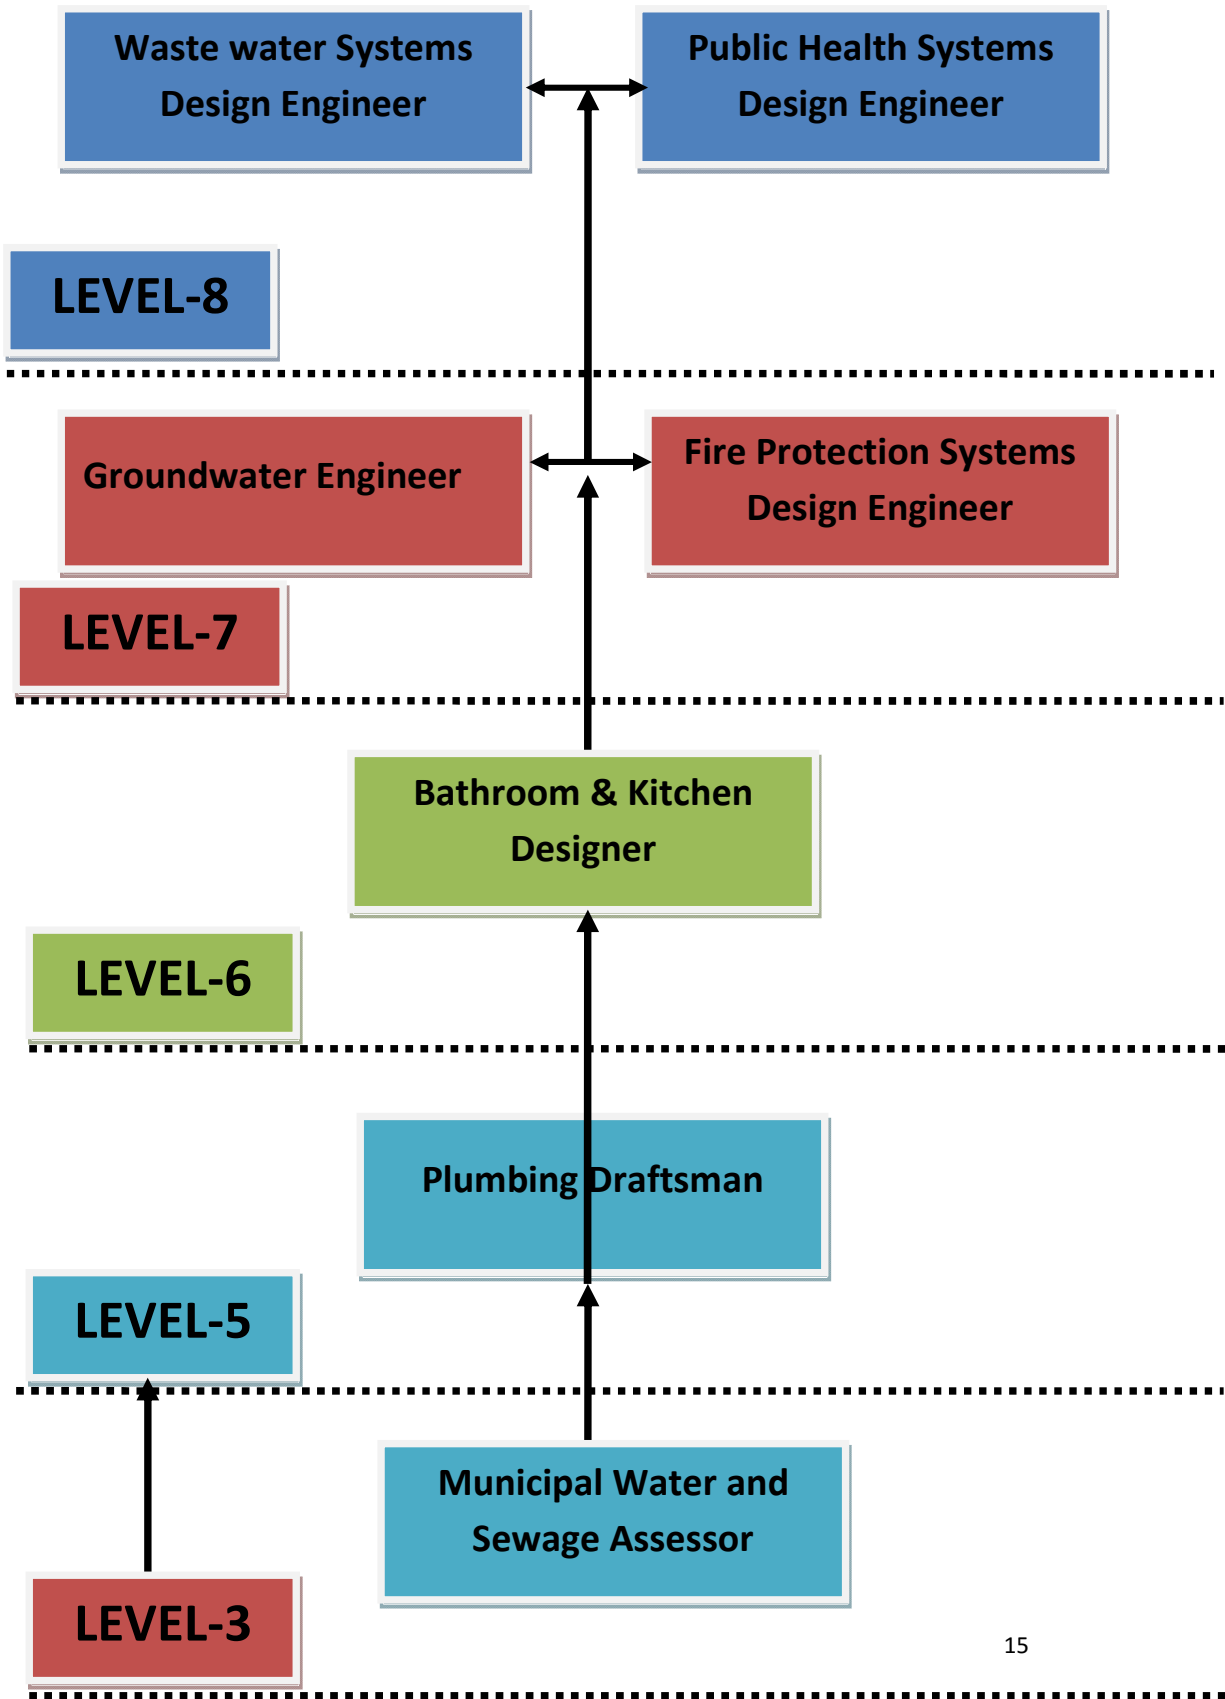 Waste water Systems
Design Engineer
Public Health Systems
Design Engineer
LEVEL-8
Groundwater Engineer
Fire Protection Systems
Design Engineer
LEVEL-7
Bathroom & Kitchen
Designer
LEVEL-6
Plumbing Draftsman
LEVEL-5
Municipal Water and
Sewage Assessor
LEVEL-3
15